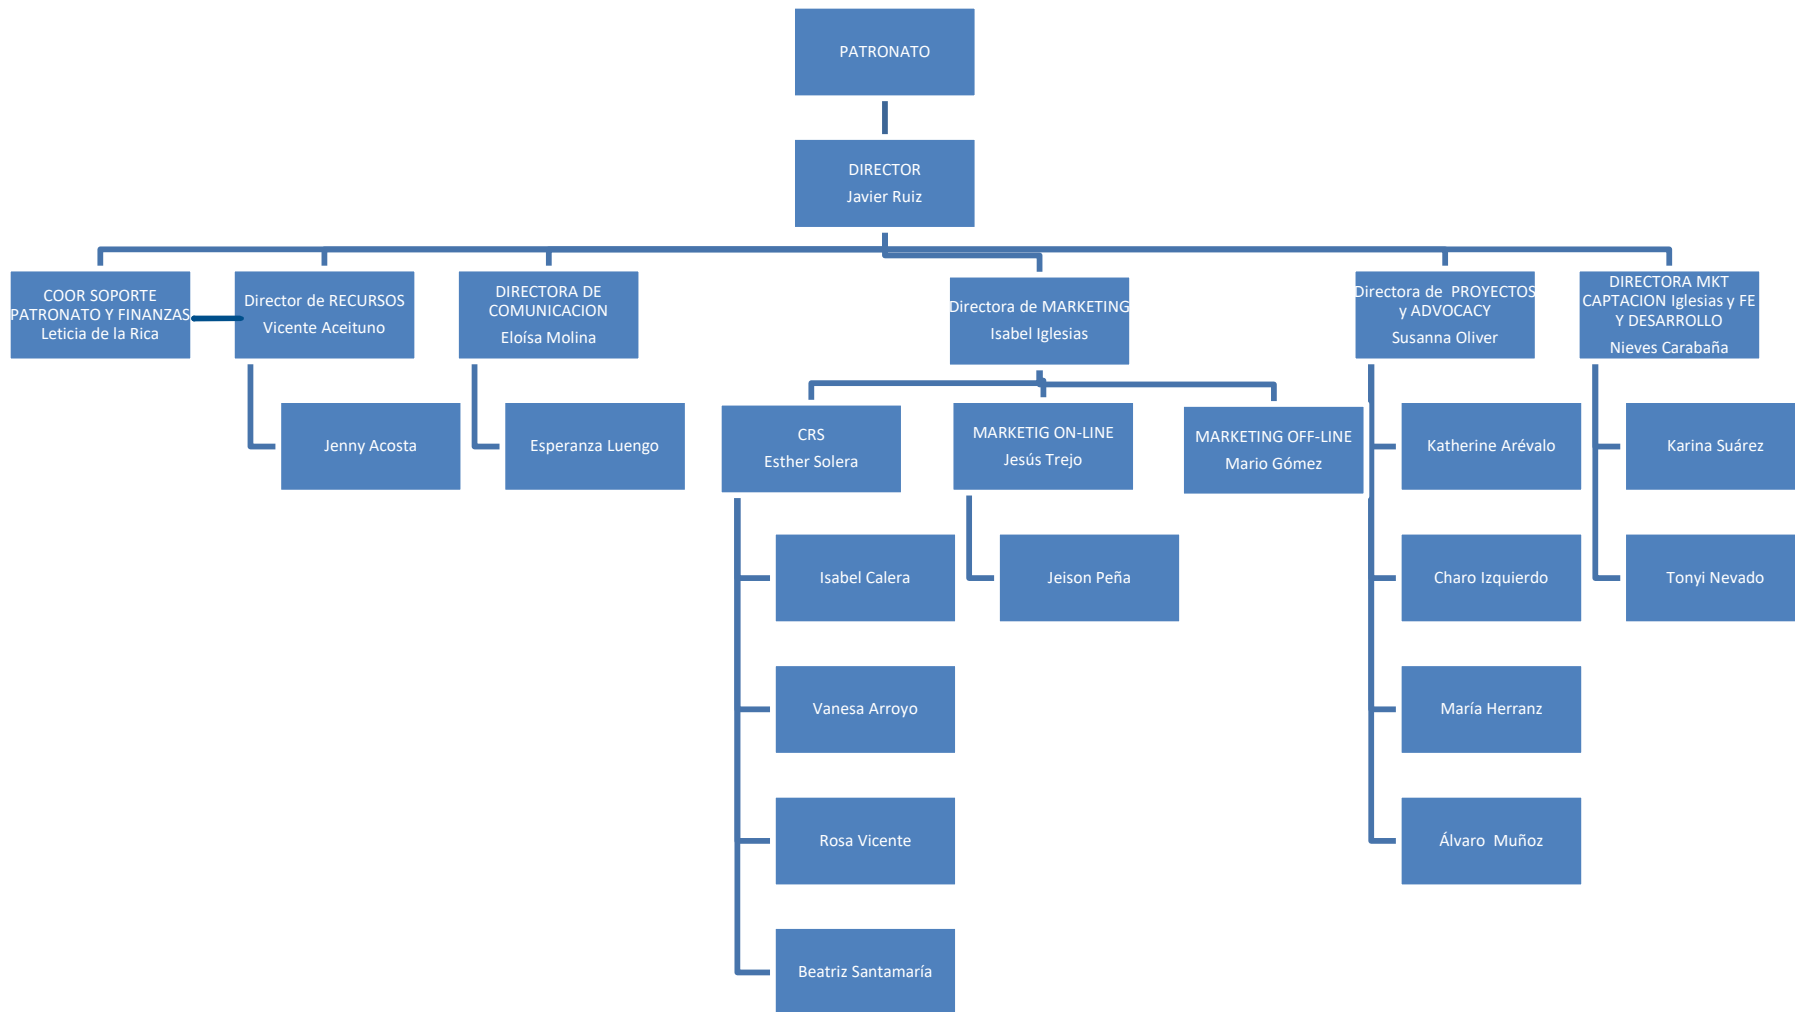 PATRONATO
DIRECTOR
Javier Ruiz
COOR SOPORTE
PATRONATO Y FINANZAS
Leticia de la Rica
Director de RECURSOS
Vicente Aceituno
DIRECTORA DE
COMUNICACION
Eloísa Molina
Directora de MARKETING
Isabel Iglesias
Directora de PROYECTOS
y ADVOCACY
Susanna Oliver
DIRECTORA MKT
CAPTACION Iglesias y FE
Y DESARROLLO
Nieves Carabaña
Jenny Acosta
Esperanza Luengo
CRS
Esther Solera
MARKETIG ON-LINE
Jesús Trejo
MARKETING OFF-LINE
Mario Gómez
Katherine Arévalo
Karina Suárez
Isabel Calera
Jeison Peña
Charo Izquierdo
Tonyi Nevado
Vanesa Arroyo
María Herranz
Rosa Vicente
Álvaro Muñoz
Beatriz Santamaría